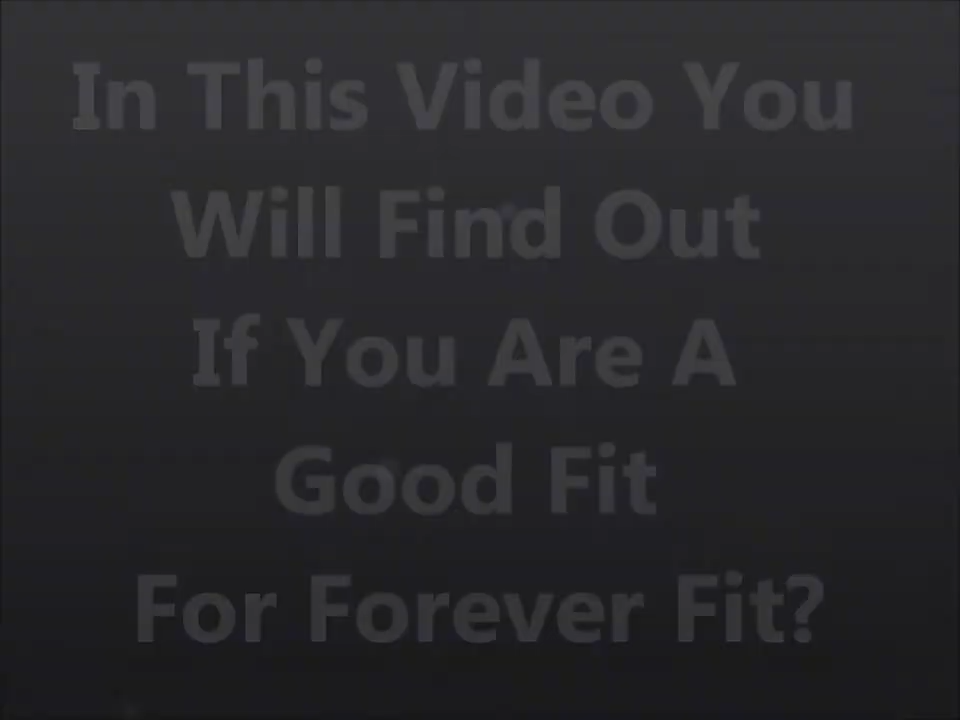 In This Video You
Will Find Out
If You Are A
Good Fit
For Forever Fit?